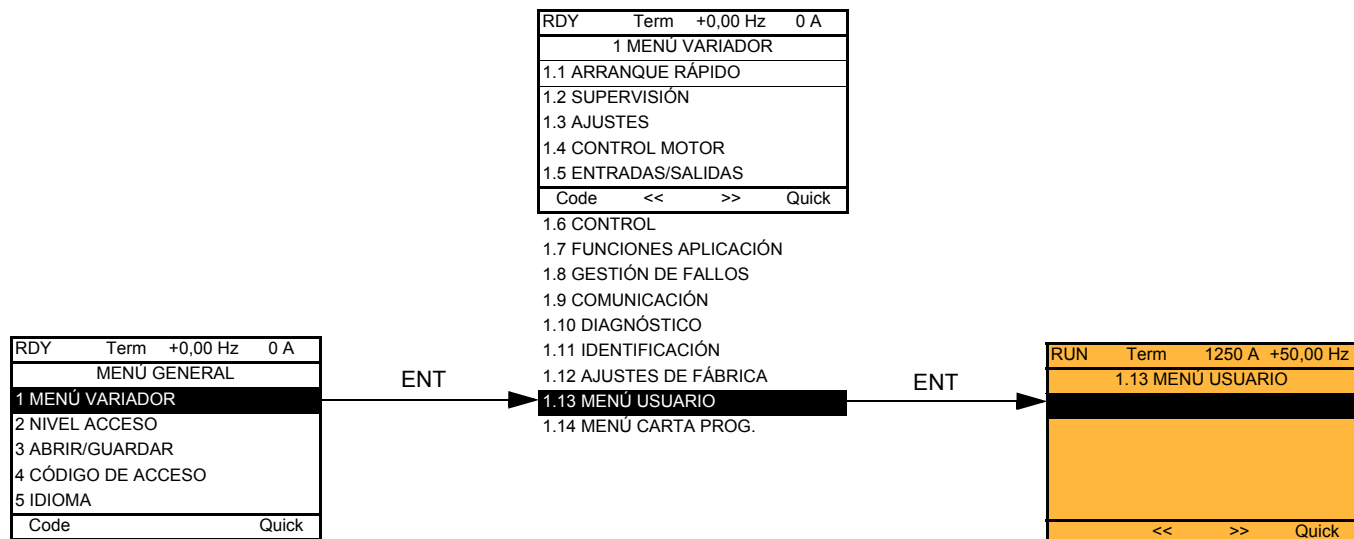 RDY Term +0,00 Hz 0 A
MENÚ GENERAL
1 MENÚ VARIADOR
2 NIVEL ACCESO
3 ABRIR/GUARDAR
4 CÓDIGO DE ACCESO
5 IDIOMA
Code Quick
ENT
RDY Term +0,00 Hz 0 A
1 MENÚ VARIADOR
1.1 ARRANQUE RÁPIDO
1.2 SUPERVISIÓN
1.3 AJUSTES
1.4 CONTROL MOTOR
1.5 ENTRADAS/SALIDAS
Code << >> Quick
1.6 CONTROL
1.7 FUNCIONES APLICACIÓN
1.8 GESTIÓN DE FALLOS
1.9 COMUNICACIÓN
1.10 DIAGNÓSTICO
1.11 IDENTIFICACIÓN
1.12 AJUSTES DE FÁBRICA
1.13 MENÚ USUARIO
1.14 MENÚ CARTA PROG.
ENT
RUN Term 1250 A +50,00 Hz
1.13 MENÚ USUARIO
<< >> Quick